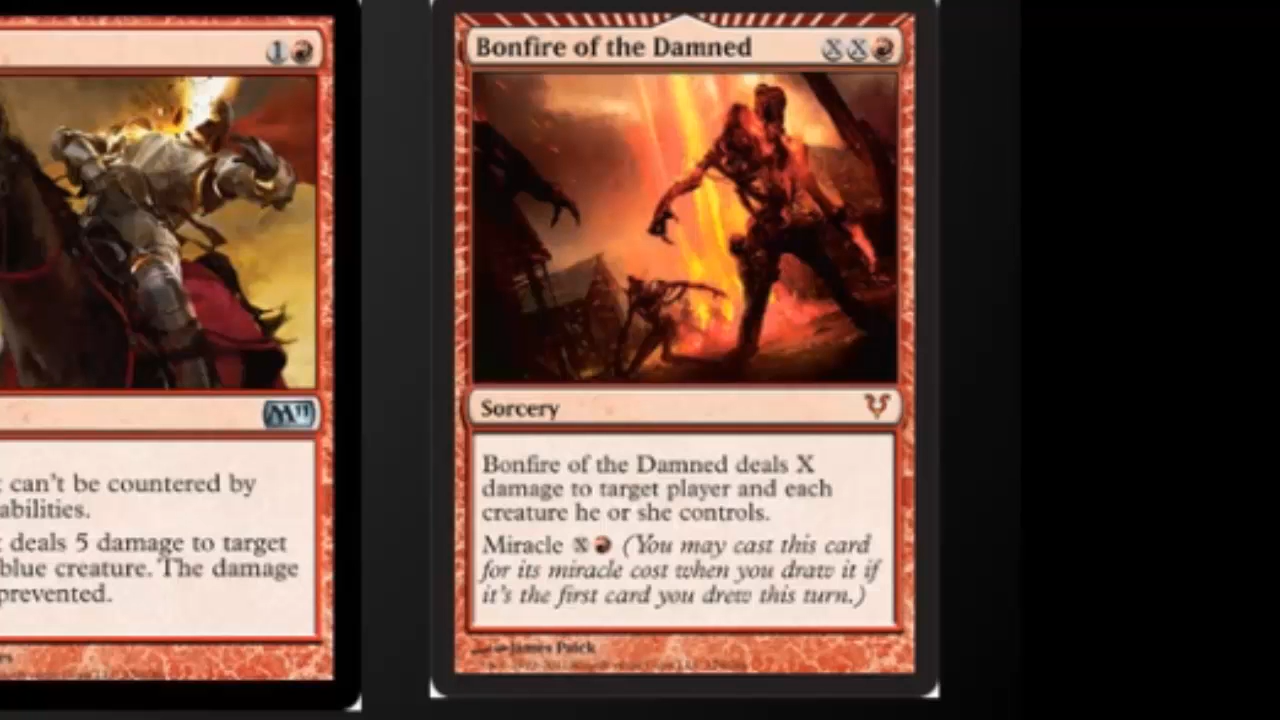 1
M11
can't be countered by
abilities.
deals 5 damage to target
blue creature. The damage
prevented.
Bonfire of the Damned XX
Sorcery
Bonfire of the Damned deals X
damage to target player and each
creature he or she controls.
Miracle X (You may cast this card
for its miracle cost when you draw it if
it's the first card you drew this turn.)
James Paick